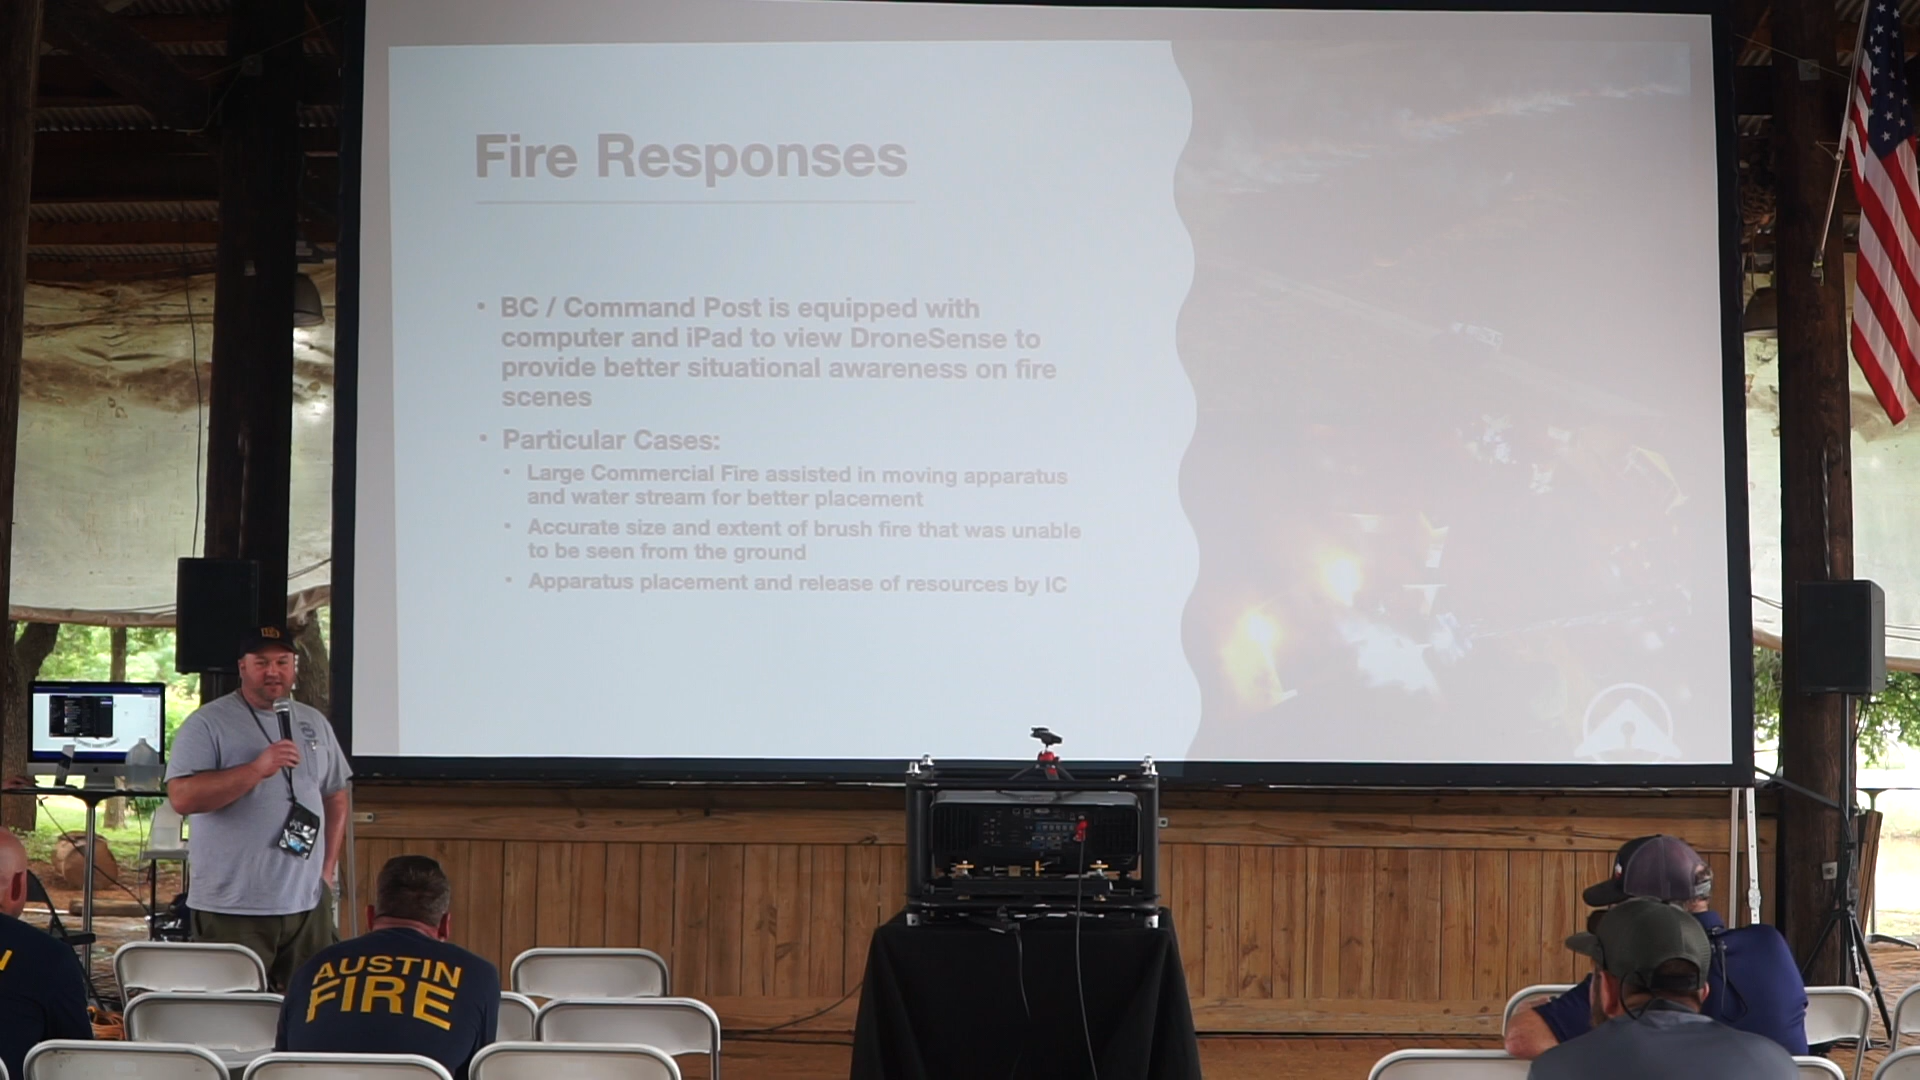 Fire Responses
• BC / Command Post is equipped with
computer and iPad to view DroneSense to
provide better situational awareness on fire
scenes
• Particular Cases:
• Large Commercial Fire assisted in moving apparatus
and water stream for better placement
• Accurate size and extent of brush fire that was unable
to be seen from the ground
• Apparatus placement and release of resources by IC
AUSTIN
FIRE